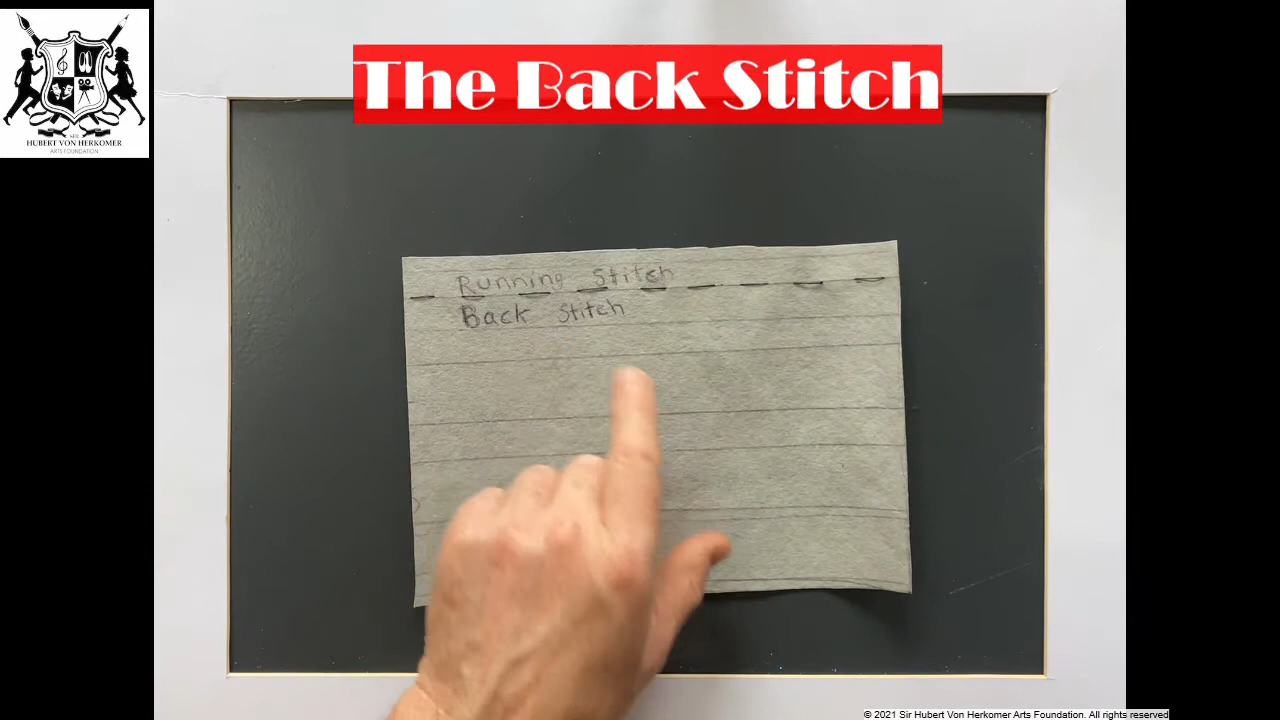 The Back Stitch
SIR
HUBERT VON HERKOMER
ARTS FOUNDATION
Running Stitch
Back Stitch
© 2021 Sir Hubert Von Herkomer Arts Foundation. All rights reserved